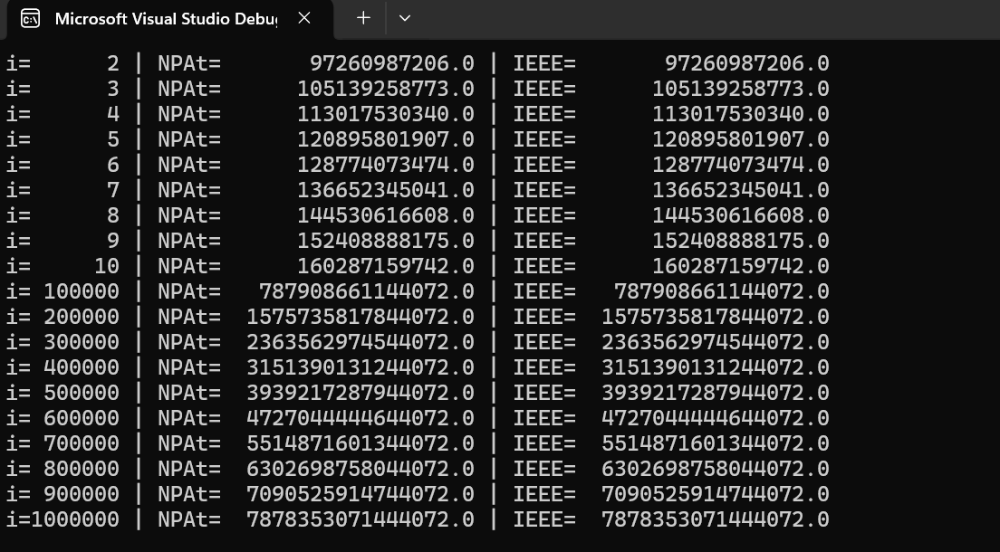 Microsoft Visual Studio Debu
i=       2 | NPAt=       97260987206.0 | IEEE=       97260987206.0
i=       3 | NPAt=      105139258773.0 | IEEE=      105139258773.0
i=       4 | NPAt=      113017530340.0 | IEEE=      113017530340.0
i=       5 | NPAt=      120895801907.0 | IEEE=      120895801907.0
i=       6 | NPAt=      128774073474.0 | IEEE=      128774073474.0
i=       7 | NPAt=      136652345041.0 | IEEE=      136652345041.0
i=       8 | NPAt=      144530616608.0 | IEEE=      144530616608.0
i=       9 | NPAt=      152408888175.0 | IEEE=      152408888175.0
i=      10 | NPAt=      160287159742.0 | IEEE=      160287159742.0
i= 100000 | NPAt=   787908661144072.0 | IEEE=   787908661144072.0
i= 200000 | NPAt=  1575735817844072.0 | IEEE=  1575735817844072.0
i= 300000 | NPAt=  2363562974544072.0 | IEEE=  2363562974544072.0
i= 400000 | NPAt=  3151390131244072.0 | IEEE=  3151390131244072.0
i= 500000 | NPAt=  3939217287944072.0 | IEEE=  3939217287944072.0
i= 600000 | NPAt=  4727044444644072.0 | IEEE=  4727044444644072.0
i= 700000 | NPAt=  5514871601344072.0 | IEEE=  5514871601344072.0
i= 800000 | NPAt=  6302698758044072.0 | IEEE=  6302698758044072.0
i= 900000 | NPAt=  7090525914744072.0 | IEEE=  7090525914744072.0
i=1000000 | NPAt=  7878353071444072.0 | IEEE=  7878353071444072.0